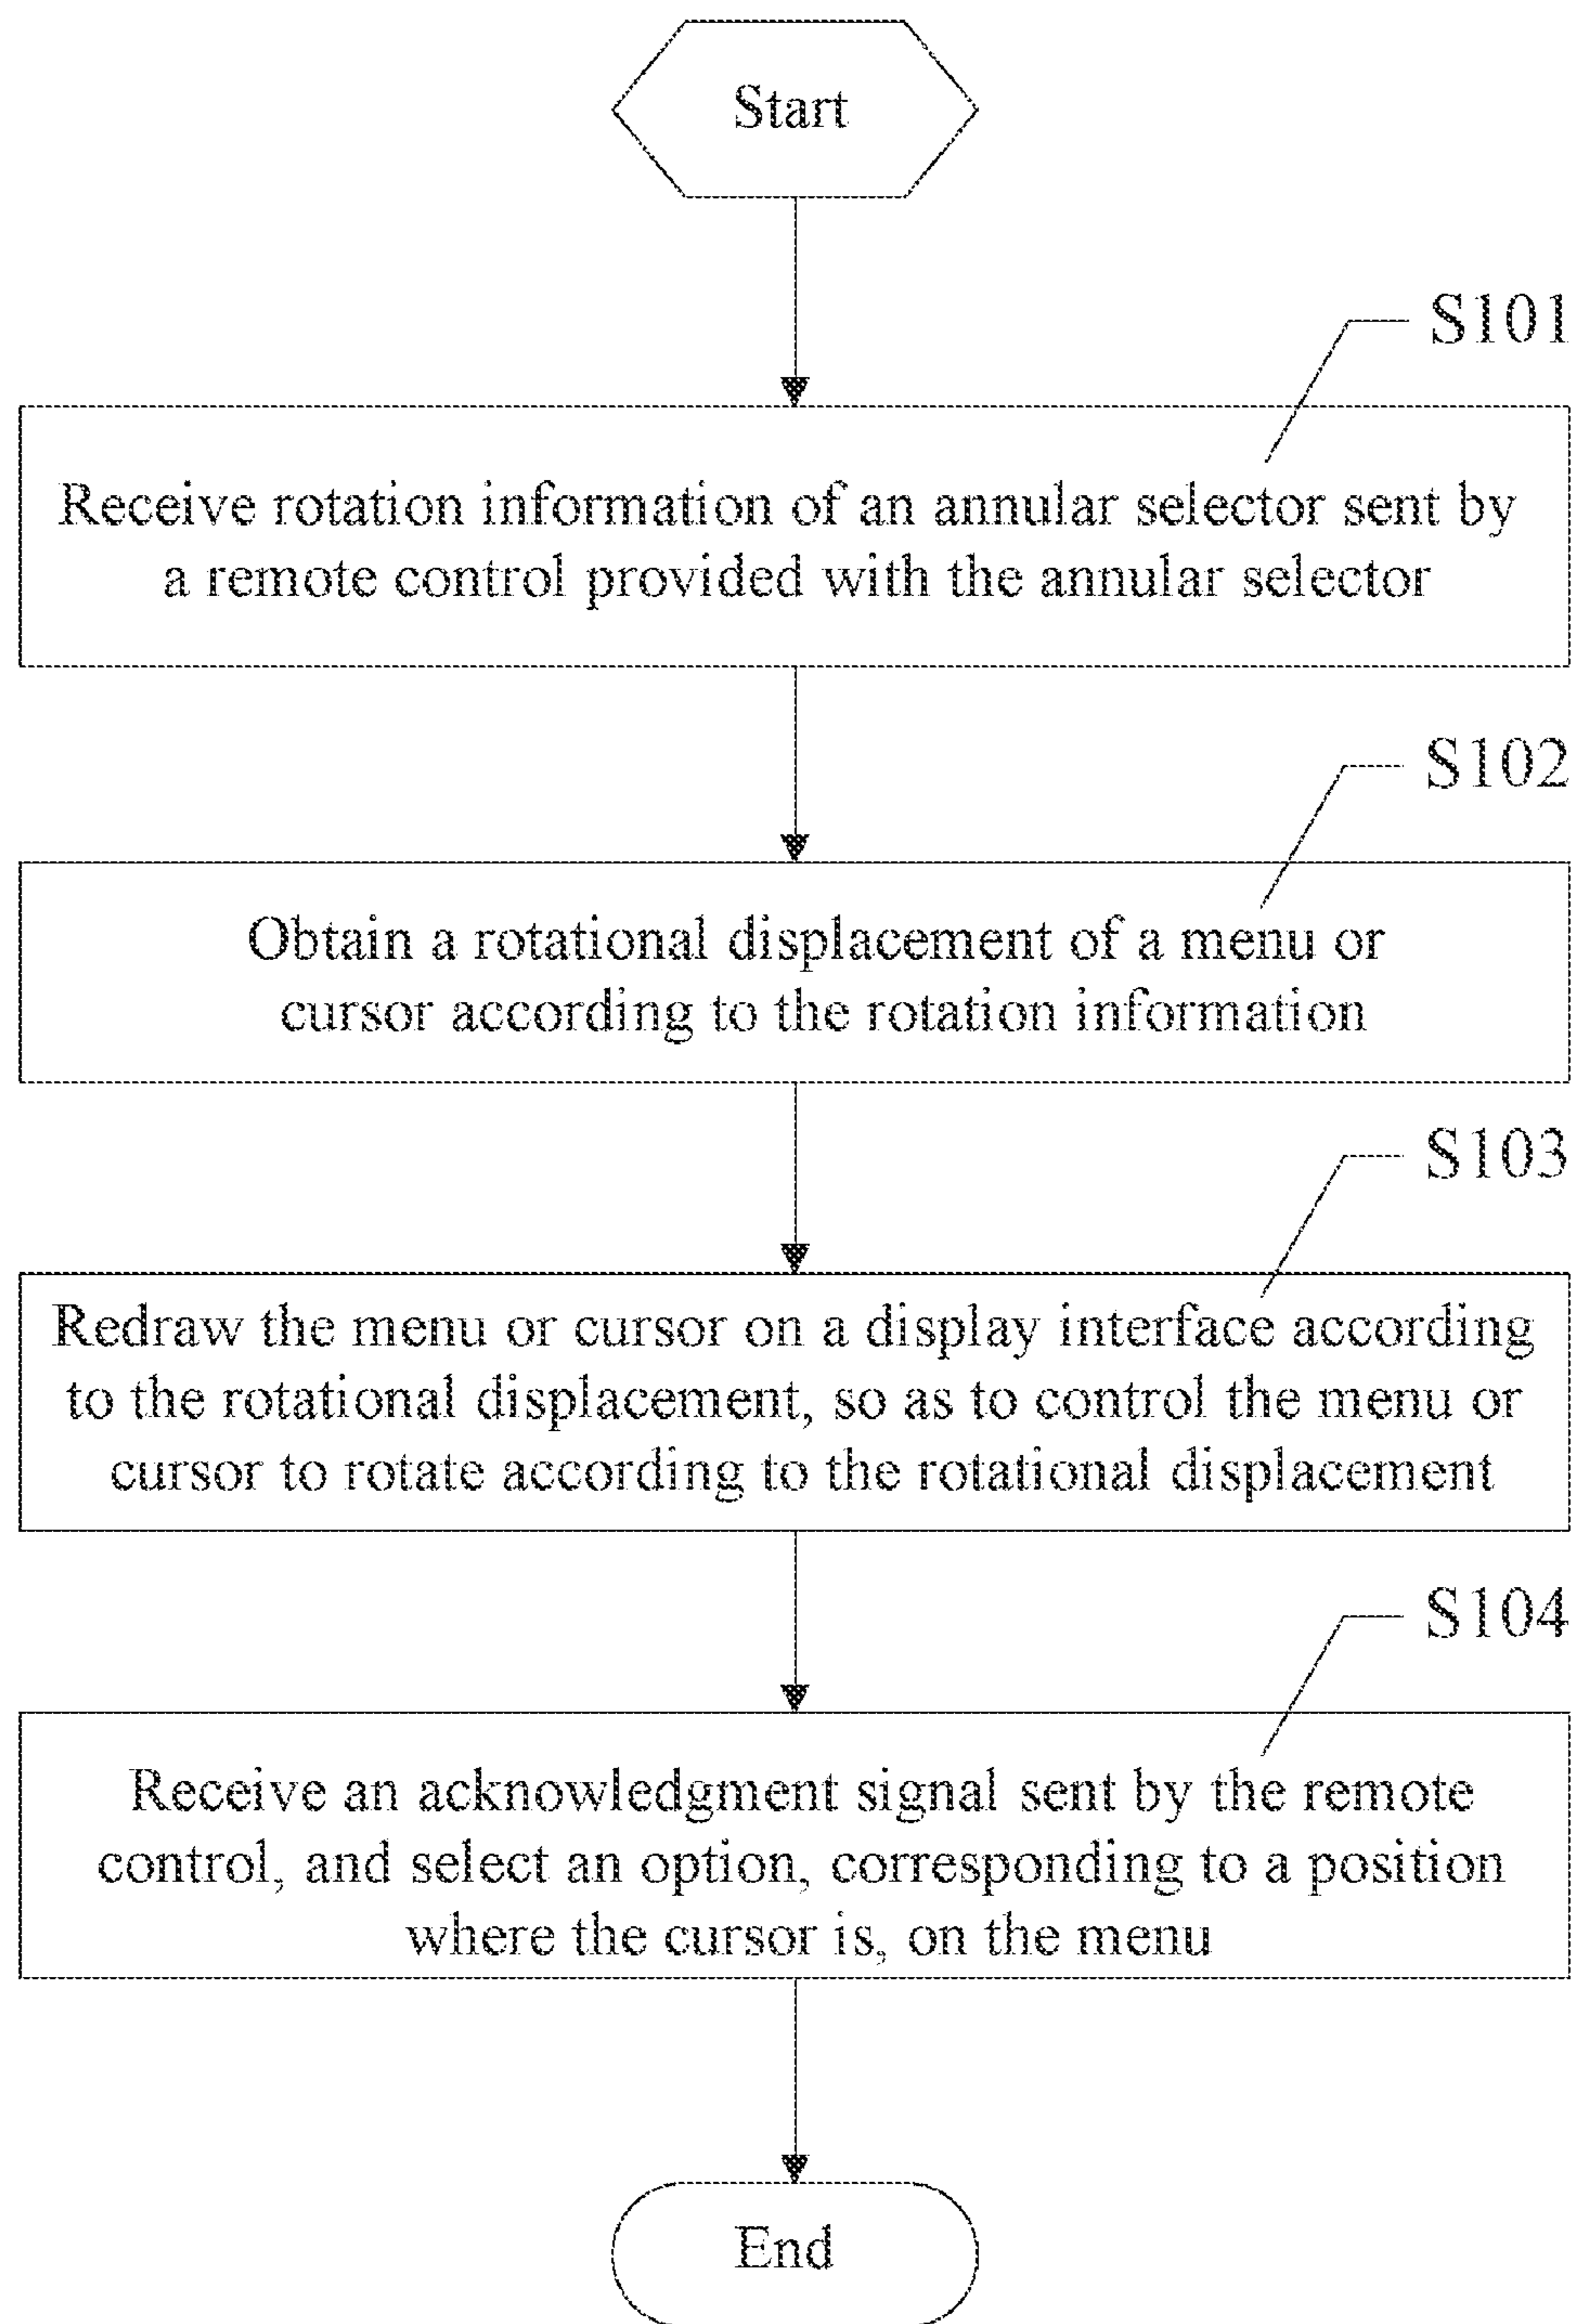 Start
S101
Receive rotation information of an annular selector sent by
a remote control provided with the annular selector
S102
Obtain a rotational displacement of a menu or
cursor according to the rotation information
S103
Redraw the menu or cursor on a display interface according
to the rotational displacement, so as to control the menu or
cursor to rotate according to the rotational displacement
S104
Receive an acknowledgment signal sent by the remote
control, and select an option, corresponding to a position
where the cursor is, on the menu
End